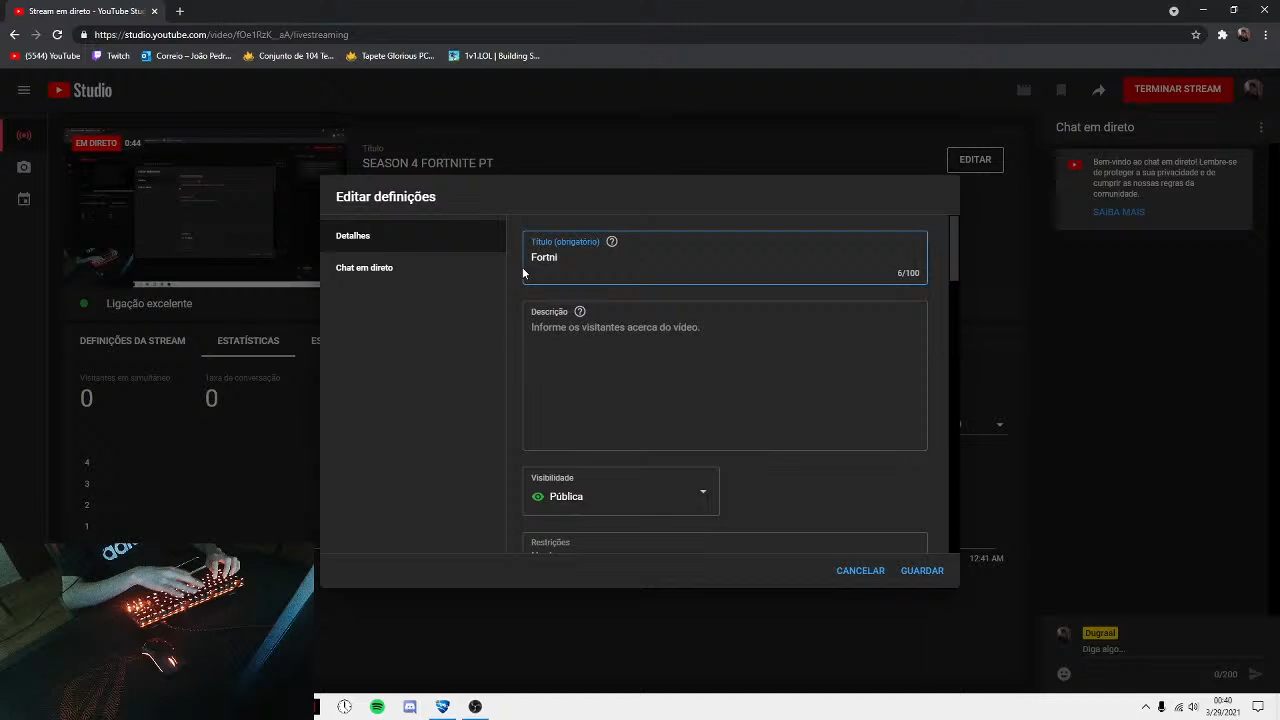 Stream em direto - YouTube Stud
https://studio.youtube.com/video/fOe1RzK_aA/livestreaming
(5544) YouTube
Twitch
Correio – João Pedr...
Conjunto de 104 Te...
Tapete Glorious PC...
1v1.LOL | Building S...
Studio
TERMINAR STREAM
EM DIRETO 0:44
Título
SEASON 4 FORTNITE PT
EDITAR
Chat em direto
Bem-vindo ao chat em direto! Lembre-se
de proteger a sua privacidade e de
cumprir as nossas regras da
comunidade.
SAIBA MAIS
Editar definições
Detalhes
Chat em direto
Título (obrigatório)
Fortni
6/100
Descrição
Informe os visitantes acerca do vídeo.
Visibilidade
Pública
Restrições
CANCELAR
GUARDAR
Ligação excelente
DEFINIÇÕES DA STREAM
ESTATÍSTICAS
ES
Visitantes em simultâneo
Taxa de conversação
0
0
4
3
2
1
12:41 AM
Dugraal
Diga algo...
0/200
00:40
3/29/2021